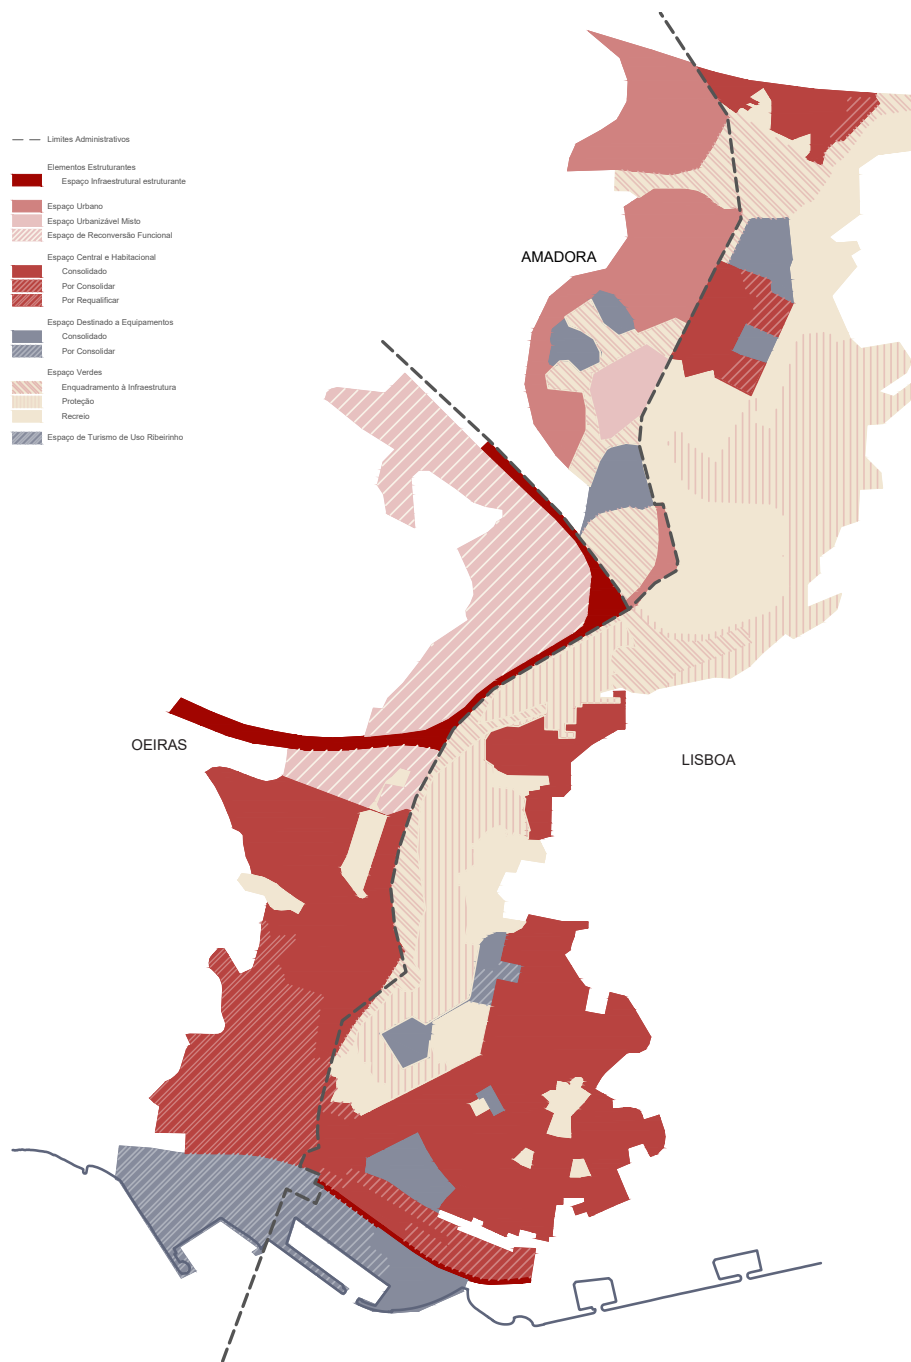 Limites Administrativos
Elementos Estruturantes
Espaço Infraestrutural estruturante
Espaço Urbano
Espaço Urbanizável Misto
Espaço de Reconversão Funcional
Espaço Central e Habitacional
Consolidado
Por Consolidar
Por Requalificar
Espaço Destinado a Equipamentos
Consolidado
Por Consolidar
Espaço Verdes
Enquadramento à Infraestrutura
Proteção
Recreio
Espaço de Turismo de Uso Ribeirinho
AMADORA
OEIRAS
LISBOA